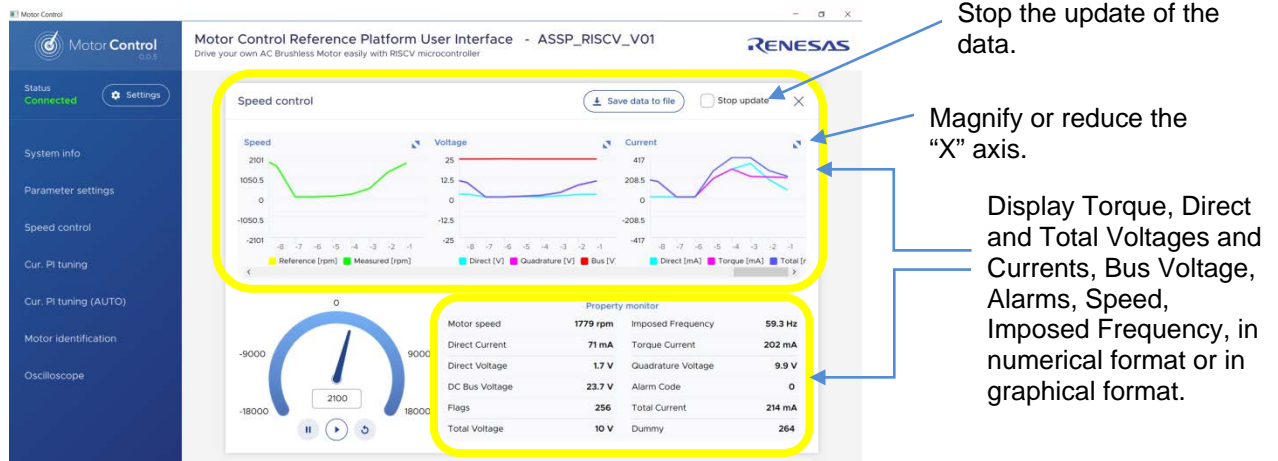 Motor Control
Motor Control
0.0.5
Status
Connected
Settings
System info
Parameter settings
Speed control
Cur. PI tuning
Cur. PI tuning (AUTO)
Motor identification
Oscilloscope
Motor Control Reference Platform User Interface - ASSP_RISCV_V01
Drive your own AC Brushless Motor easily with RISCV microcontroller
RENESAS
Speed control
Save data to file
Stop update
Speed
2101
1050.5
0
-1050.5
-2101
-8 -7 -6 -5 -4 -3 -2 -1
Reference [rpm] Measured [rpm]
Voltage
25
12.5
0
-12.5
-25
-8 -7 -6 -5 -4 -3 -2 -1
Direct [V] Quadrature [V] Bus [V
Current
417
208.5
0
-208.5
-417
-8 -7 -6 -5 -4 -3 -2 -1
Direct [mA] Torque [mA] Total [r
0
-9000 9000
-18000 18000
2100
Property monitor
Motor speed 1779 rpm Imposed Frequency 59.3 Hz
Direct Current 71 mA Torque Current 202 mA
Direct Voltage 1.7 V Quadrature Voltage 9.9 V
DC Bus Voltage 23.7 V Alarm Code 0
Flags 256 Total Current 214 mA
Total Voltage 10 V Dummy 264
Stop the update of the
data.
Magnify or reduce the
“X” axis.
Display Torque, Direct
and Total Voltages and
Currents, Bus Voltage,
Alarms, Speed,
Imposed Frequency, in
numerical format or in
graphical format.